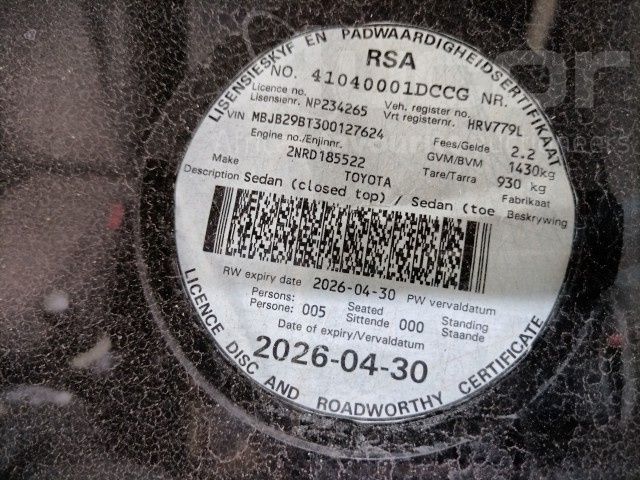 LISENSIESKYF EN PADWAARDIGHEIDSERTIFIKAAT
RSA
NO. 41040001DCCG NR.
Licence no. Veh. register no.
Lisensienr. NP234265 Vrt registernr. HRV779L
VIN MBJB29BT300127624
Engine no./Enjinnr. Fees/Gelde 2.2
2NRD185522 GVM/BVM 1430kg
Make TOYOTA Tare/Tarra 930 kg
Description Fabrikaat
Sedan (closed top) / Sedan (toe Beskrywing
RW expiry date 2026-04-30 PW vervaldatum
Persons: Seated Standing
Persone: 005 Sittende 000 Staande
Date of expiry/Vervaldatum
2026-04-30
LICENCE DISC AND ROADWORTHY CERTIFICATE